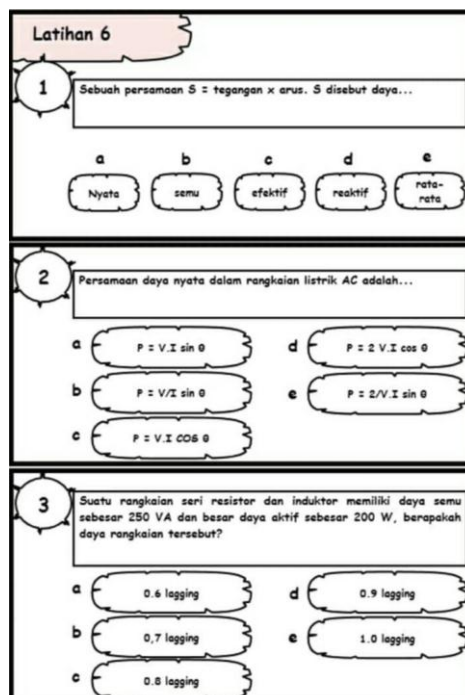 Latihan 6
1
Sebuah persamaan S = tegangan x arus. S disebut daya...
a b c d e
Nyata semu efektif reaktif rata-
rata
2
Persamaan daya nyata dalam rangkaian listrik AC adalah...
a P = V.I sin θ d P = 2 V.I cos θ
b P = V/I sin θ e P = 2/V.I sin θ
c P = V.I COS θ
3
Suatu rangkaian seri resistor dan induktor memiliki daya semu
sebesar 250 VA dan besar daya aktif sebesar 200 W, berapakah
daya rangkaian tersebut?
a 0.6 lagging d 0.9 lagging
b 0,7 lagging e 1.0 lagging
c 0.8 lagging